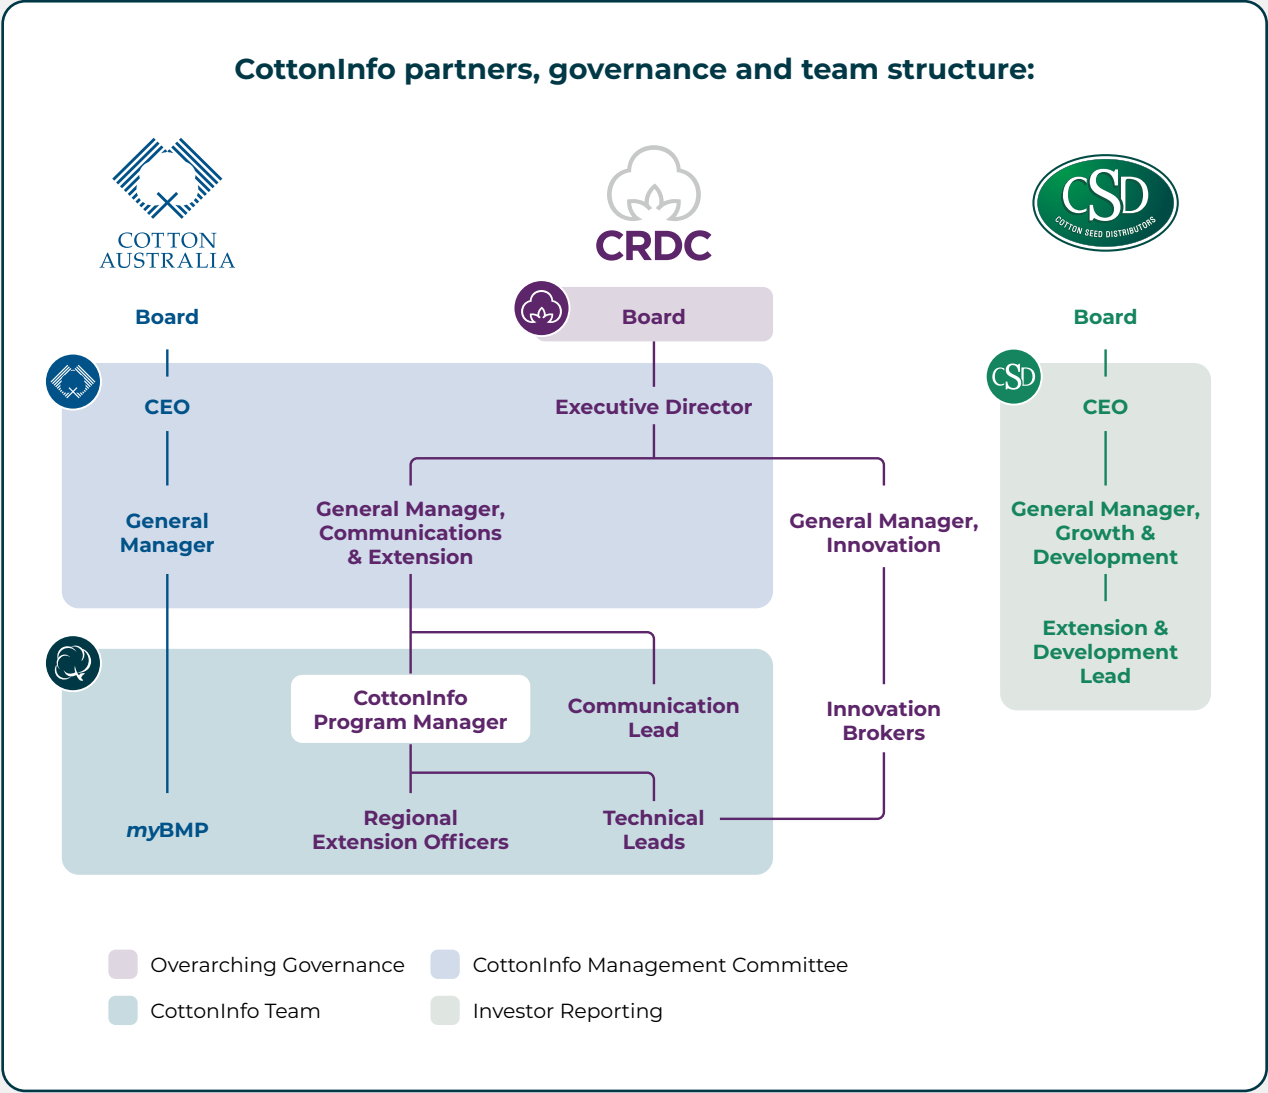 CottonInfo partners, governance and team structure:
COTTON
AUSTRALIA
CRDC
CSD
COTTON SEED DISTRIBUTORS
Board
Board
Board
CSD
CEO
Executive Director
CEO
General
Manager
General Manager,
Communications
& Extension
General Manager,
Innovation
General Manager,
Growth &
Development
Extension &
Development
Lead
CottonInfo
Program Manager
Communication
Lead
Innovation
Brokers
myBMP
Regional
Extension Officers
Technical
Leads
Overarching Governance
CottonInfo Management Committee
CottonInfo Team
Investor Reporting